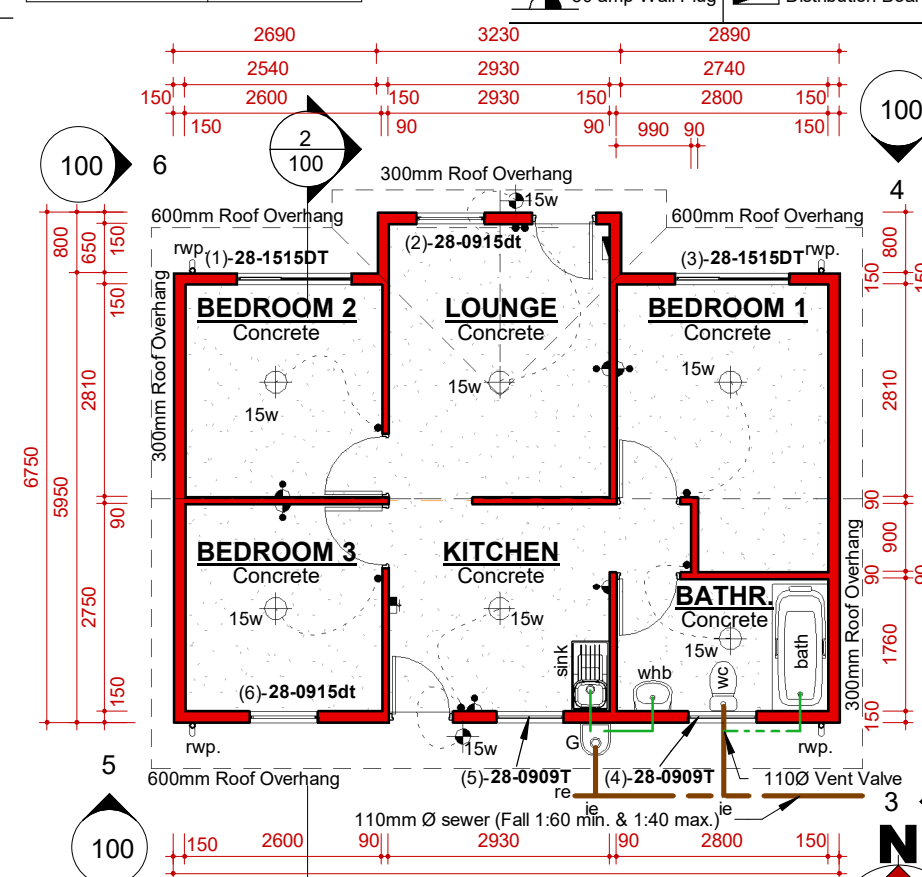 30 amp Wall Plug
Distribution Boar
2690 3230 2890
2540 2930 2740
150 2600 150 2930 150 2800 150
150 90 90 990 90 150
100
6
2
100
100
4
300mm Roof Overhang
15w
600mm Roof Overhang
600mm Roof Overhang
rwp.
(1)-28-1515DT
(2)-28-0915dt
(3)-28-1515DT
rwp.
300mm Roof Overhang
BEDROOM 2
Concrete
LOUNGE
Concrete
BEDROOM 1
Concrete
15w
15w
15w
6750
5950
800
650
150
150
2810
90
2750
150
800
150
150
2810
90
900
90
90
1760
150
BEDROOM 3
Concrete
KITCHEN
Concrete
BATHR.
Concrete
15w
15w
15w
sink
whb
wc
bath
300mm Roof Overhang
(6)-28-0915dt
rwp.
15w
G
rwp.
5
600mm Roof Overhang
(5)-28-0909T
(4)-28-0909T
110Ø Vent Valve
re
ie
ie
3
110mm Ø sewer (Fall 1:60 min. & 1:40 max.)
100
N
150 2600 90 2930 90 2800 150